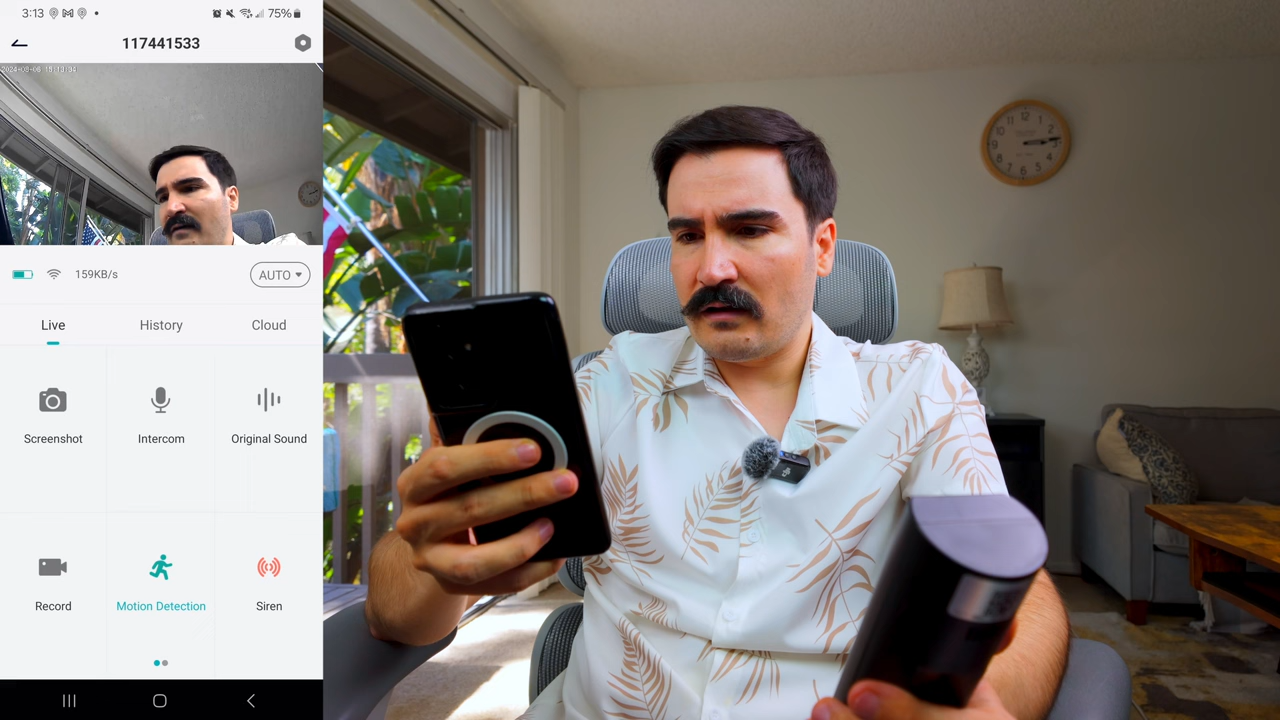 3:13 75%
117441533
159KB/s AUTO
Live History Cloud
Screenshot Intercom Original Sound
Record Motion Detection Siren